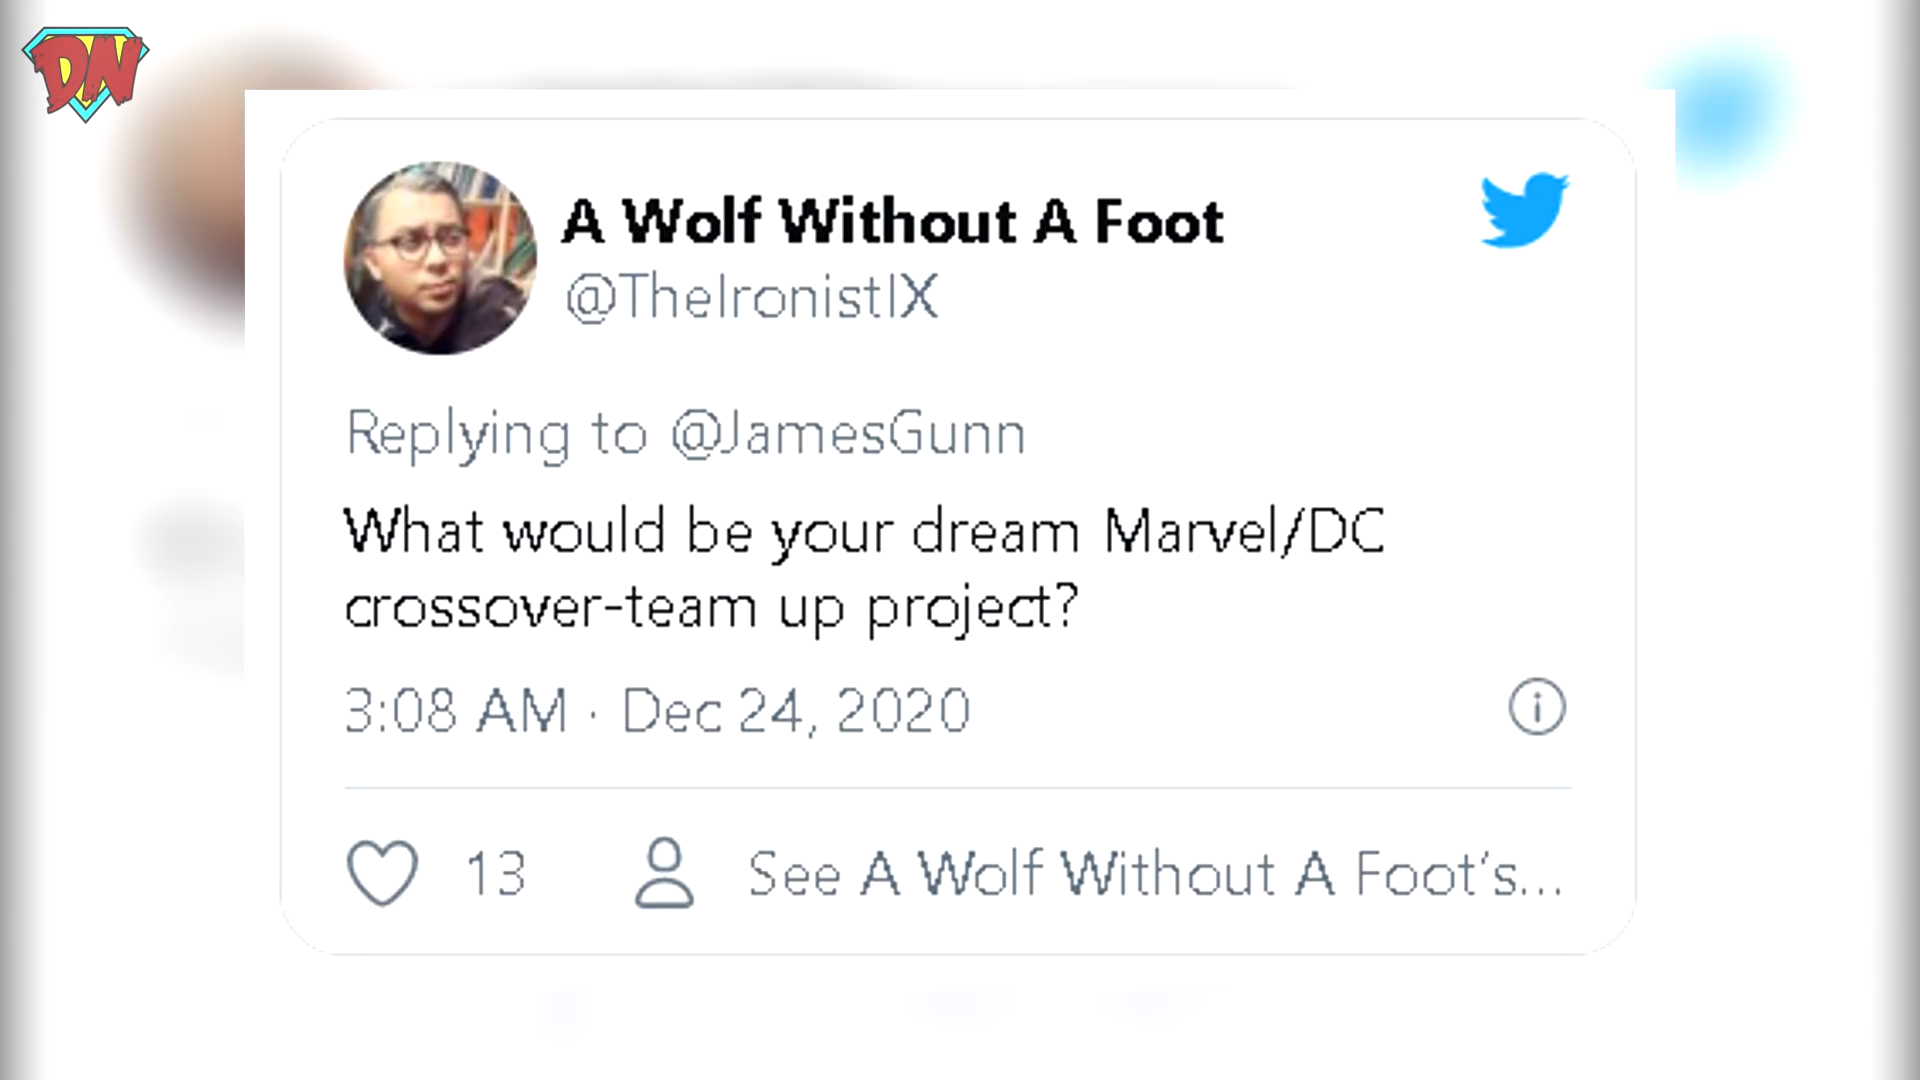 DN
A Wolf Without A Foot
@TheIronistIX
Replying to @JamesGunn
What would be your dream Marvel/DC
crossover-team up project?
3:08 AM · Dec 24, 2020
13 See A Wolf Without A Foot's...